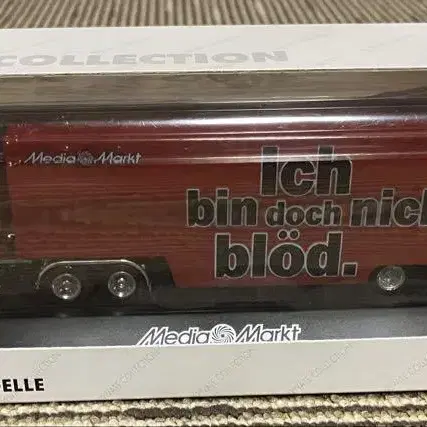 COLLECTION
Media Markt
Ich
bin doch nich
blöd.
Media Markt
ELLE